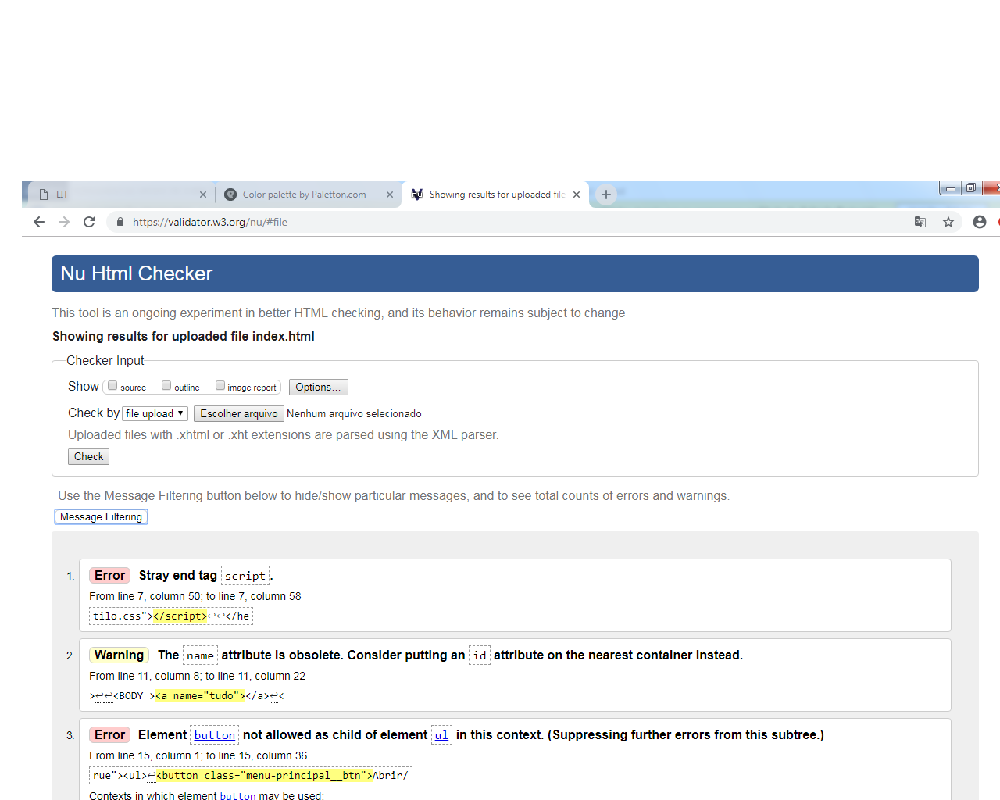 LIT
Color palette by Paletton.com
Showing results for uploaded file
https://validator.w3.org/nu/#file
Nu Html Checker
This tool is an ongoing experiment in better HTML checking, and its behavior remains subject to change
Showing results for uploaded file index.html
Checker Input
Show source outline image report Options...
Check by file upload Escolher arquivo Nenhum arquivo selecionado
Uploaded files with .xhtml or .xht extensions are parsed using the XML parser.
Check
Use the Message Filtering button below to hide/show particular messages, and to see total counts of errors and warnings.
Message Filtering
1. Error Stray end tag script.
From line 7, column 50; to line 7, column 58
tilo.css"></script>↩↩</he
2. Warning The name attribute is obsolete. Consider putting an id attribute on the nearest container instead.
From line 11, column 8; to line 11, column 22
>↩↩<BODY ><a name="tudo"></a>↩<
3. Error Element button not allowed as child of element ul in this context. (Suppressing further errors from this subtree.)
From line 15, column 1; to line 15, column 36
rue"><ul>↩<button class="menu-principal__btn">Abrir/
Contexts in which element button may be used: